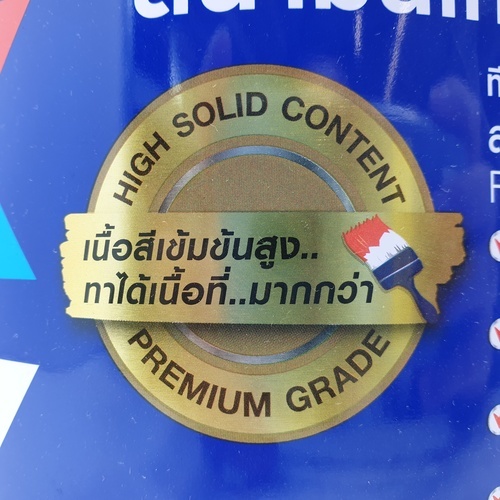 HIGH SOLID CONTENT
เนื้อสีเข้มข้นสูง..
ทาได้เนื้อที่..มากกว่า
PREMIUM GRADE